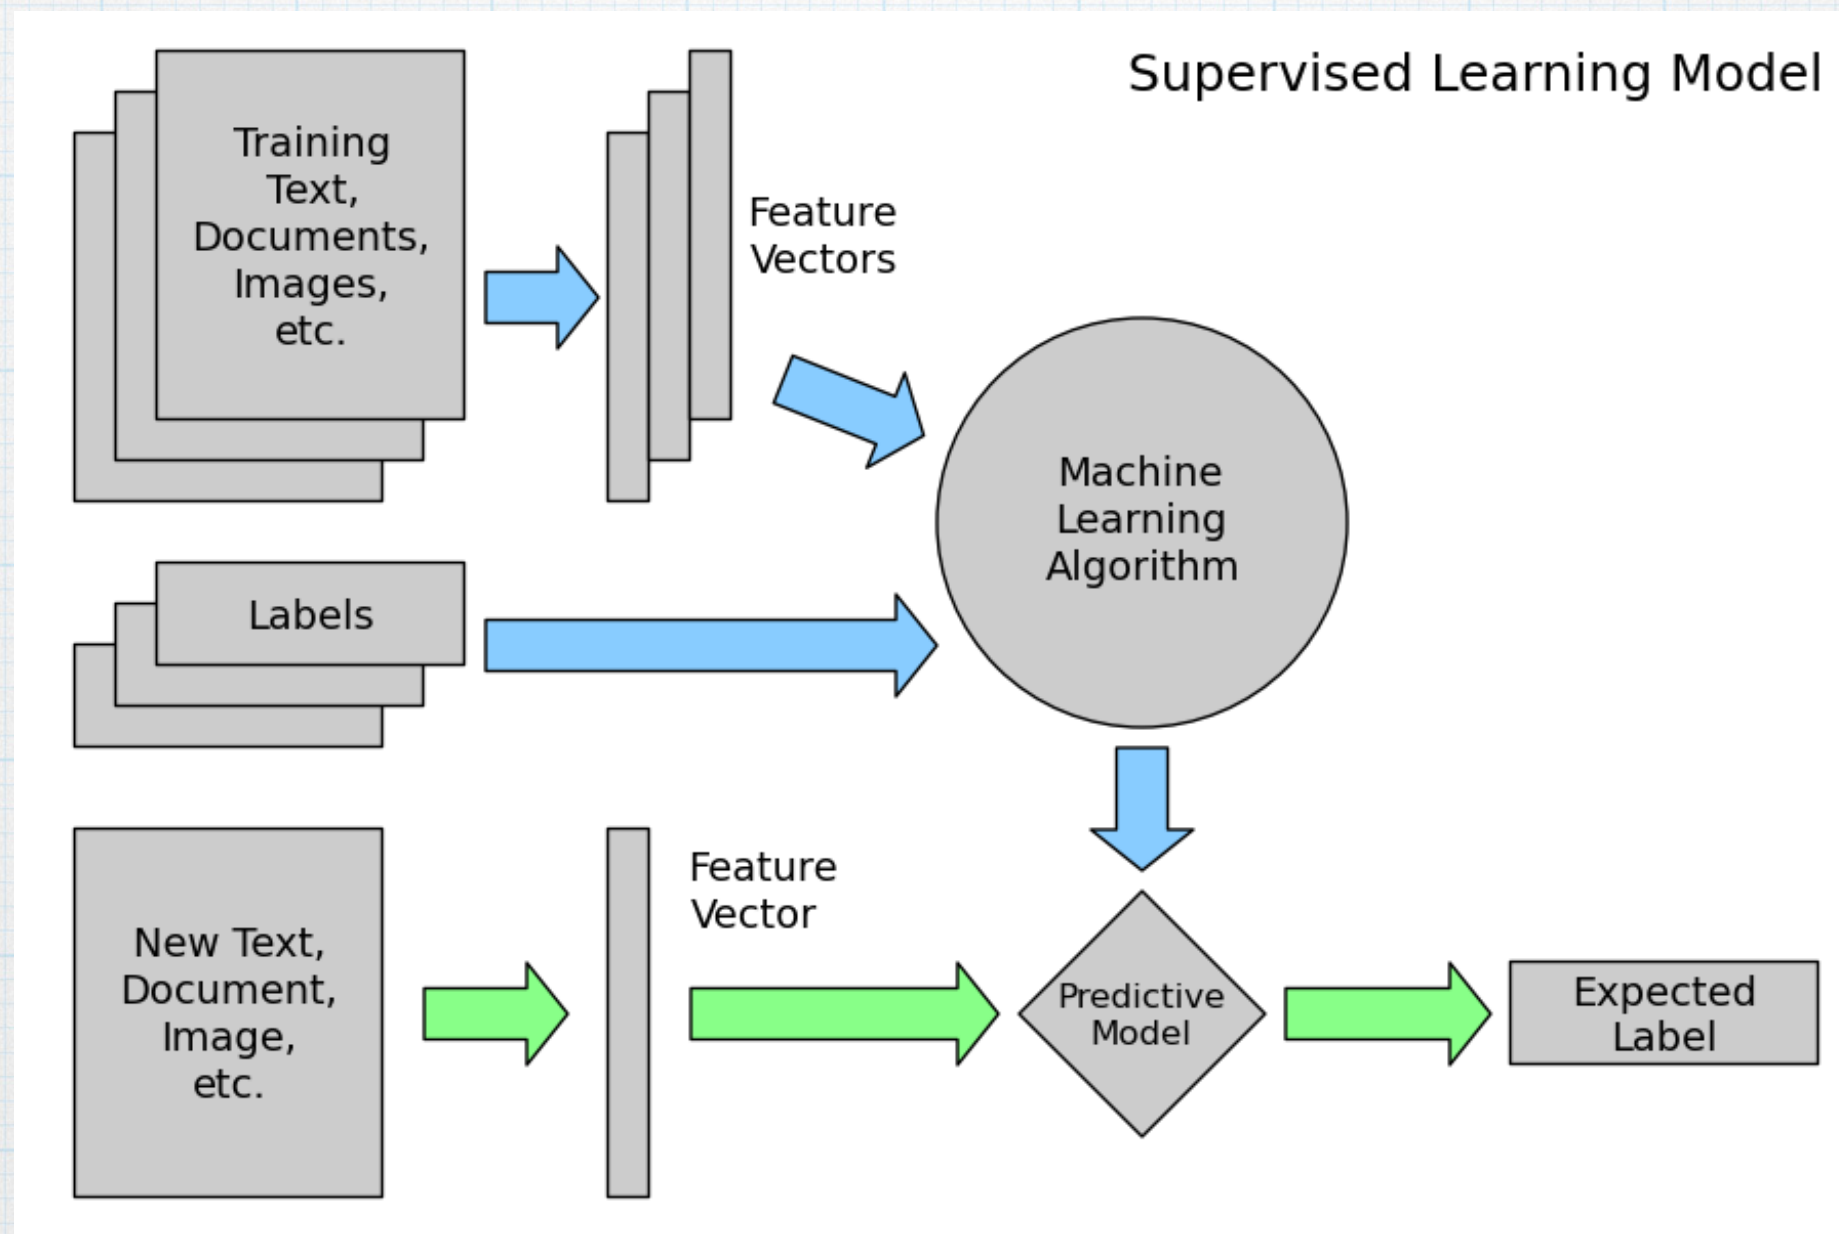 Supervised Learning Model
Training
Text,
Documents,
Images,
etc.
Feature
Vectors
Machine
Learning
Algorithm
Labels
New Text,
Document,
Image,
etc.
Feature
Vector
Predictive
Model
Expected
Label